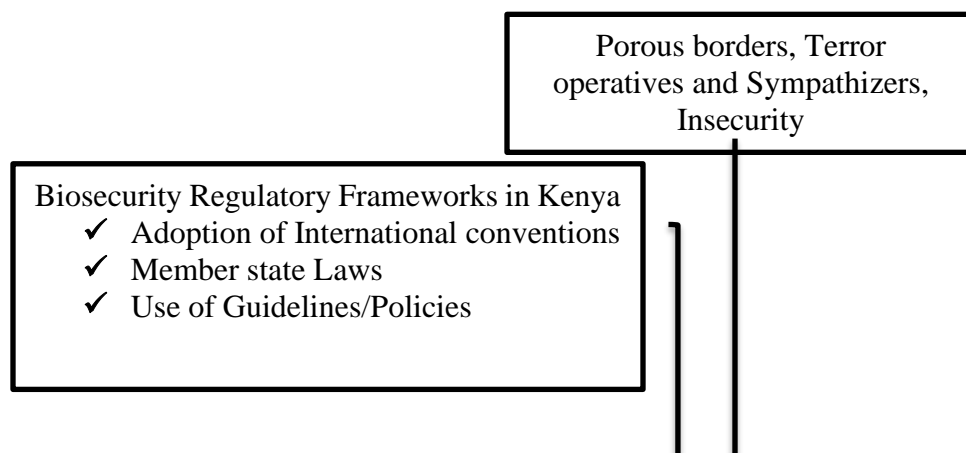 Porous borders, Terror
operatives and Sympathizers,
Insecurity
Biosecurity Regulatory Frameworks in Kenya
✓ Adoption of International conventions
✓ Member state Laws
✓ Use of Guidelines/Policies